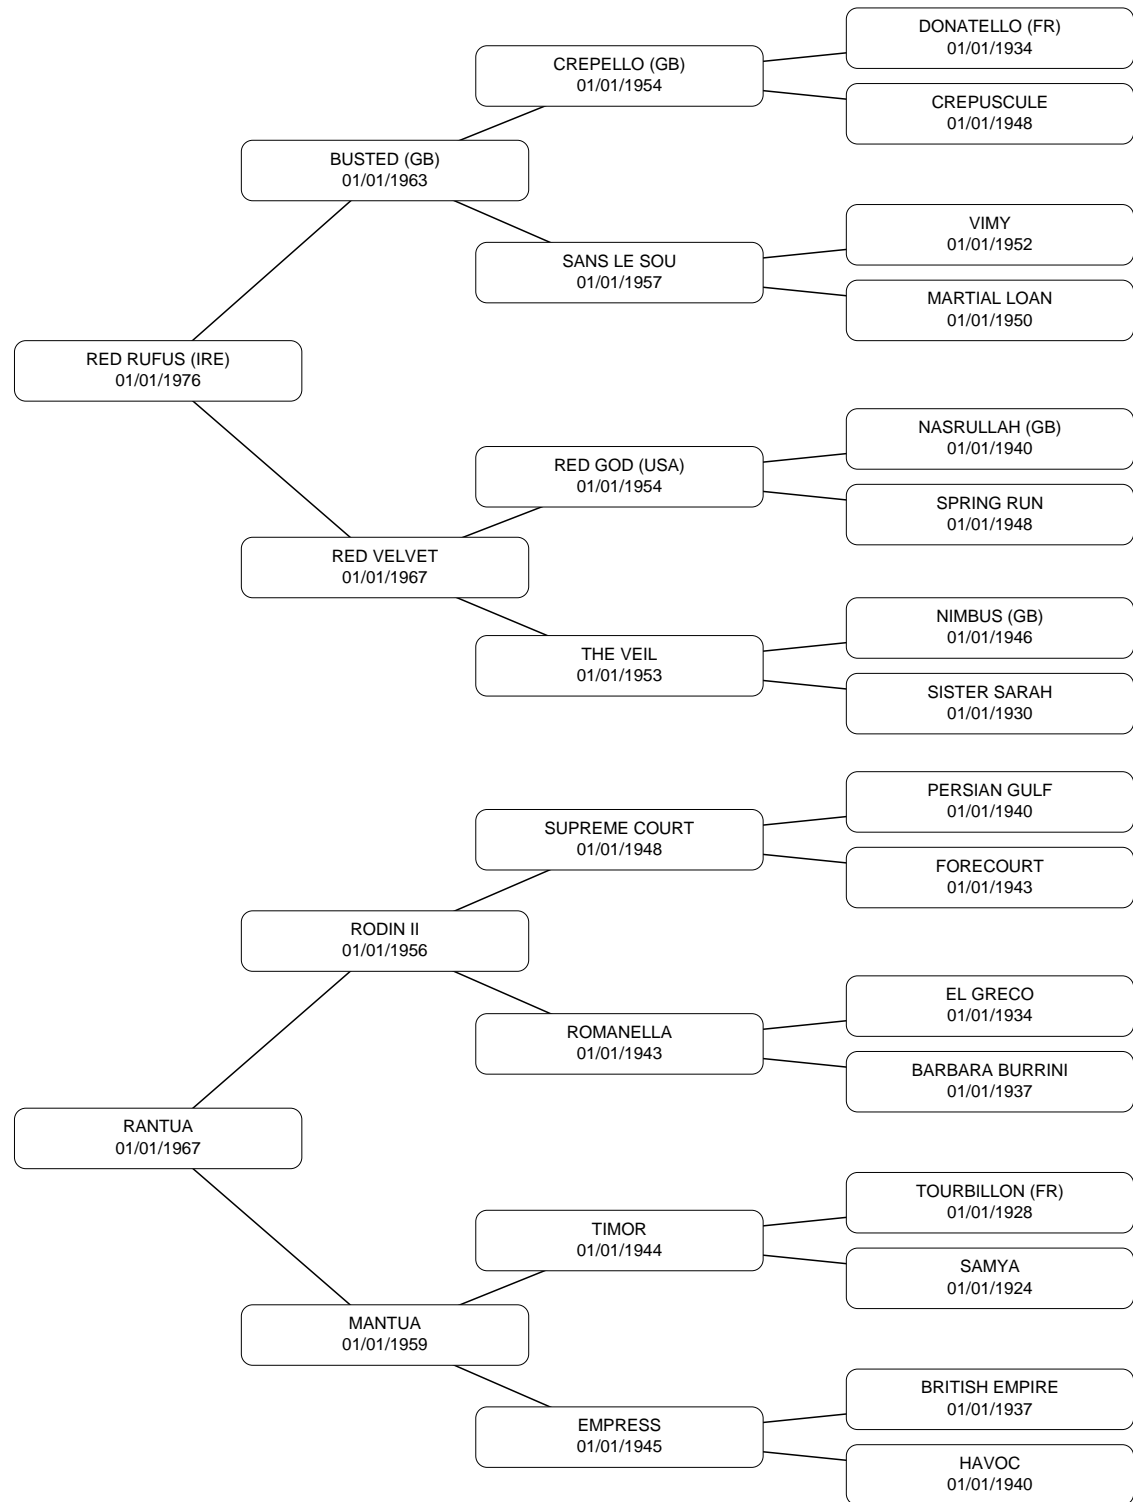 DONATELLO (FR)
01/01/1934
CREPELLO (GB)
01/01/1954
CREPUSCULE
01/01/1948
BUSTED (GB)
01/01/1963
VIMY
01/01/1952
SANS LE SOU
01/01/1957
MARTIAL LOAN
01/01/1950
RED RUFUS (IRE)
01/01/1976
NASRULLAH (GB)
01/01/1940
RED GOD (USA)
01/01/1954
SPRING RUN
01/01/1948
RED VELVET
01/01/1967
NIMBUS (GB)
01/01/1946
THE VEIL
01/01/1953
SISTER SARAH
01/01/1930
PERSIAN GULF
01/01/1940
SUPREME COURT
01/01/1948
FORECOURT
01/01/1943
RODIN II
01/01/1956
EL GRECO
01/01/1934
ROMANELLA
01/01/1943
BARBARA BURRINI
01/01/1937
RANTUA
01/01/1967
TOURBILLON (FR)
01/01/1928
TIMOR
01/01/1944
SAMYA
01/01/1924
MANTUA
01/01/1959
BRITISH EMPIRE
01/01/1937
EMPRESS
01/01/1945
HAVOC
01/01/1940